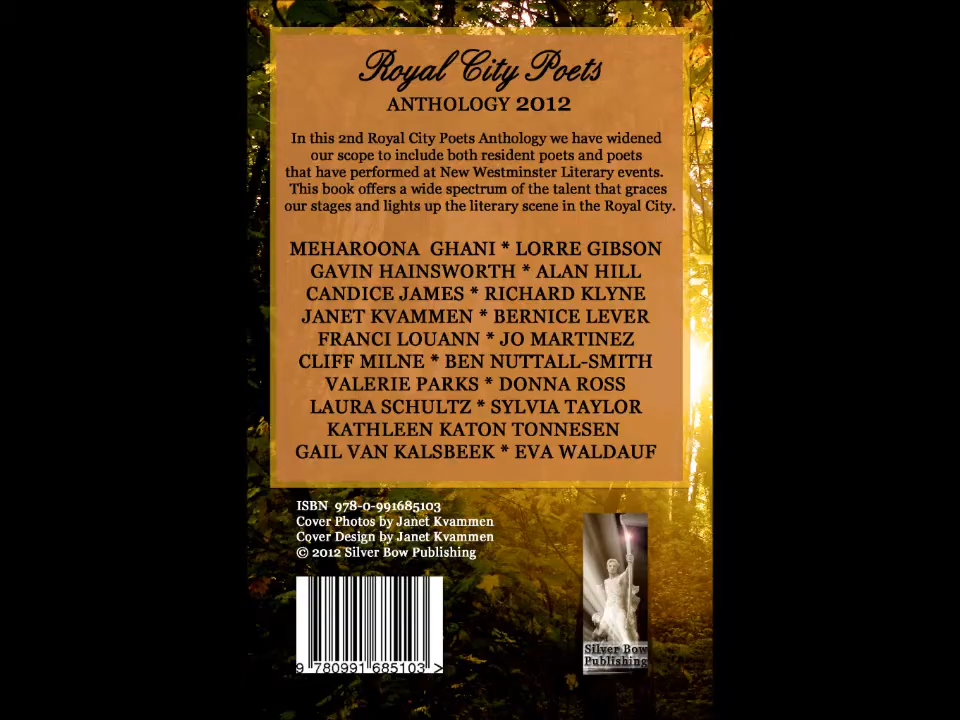 Royal City Poets
ANTHOLOGY 2012
In this 2nd Royal City Poets Anthology we have widened
our scope to include both resident poets and poets
that have performed at New Westminster Literary events.
This book offers a wide spectrum of the talent that graces
our stages and lights up the literary scene in the Royal City.
MEHAROONA GHANI * LORRE GIBSON
GAVIN HAINSWORTH * ALAN HILL
CANDICE JAMES * RICHARD KLYNE
JANET KVAMMEN * BERNICE LEVER
FRANCI LOUANN * JO MARTINEZ
CLIFF MILNE * BEN NUTTALL-SMITH
VALERIE PARKS * DONNA ROSS
LAURA SCHULTZ * SYLVIA TAYLOR
KATHLEEN KATON TONNESEN
GAIL VAN KALSBEEK * EVA WALDAUF
ISBN 978-0-991685103
Cover Photos by Janet Kvammen
Cover Design by Janet Kvammen
© 2012 Silver Bow Publishing
9 780991 685103 >
Silver Bow
Publishing